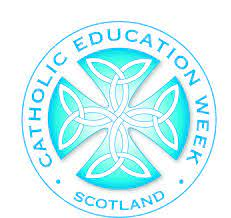 CATHOLIC EDUCATION WEEK
• SCOTLAND •